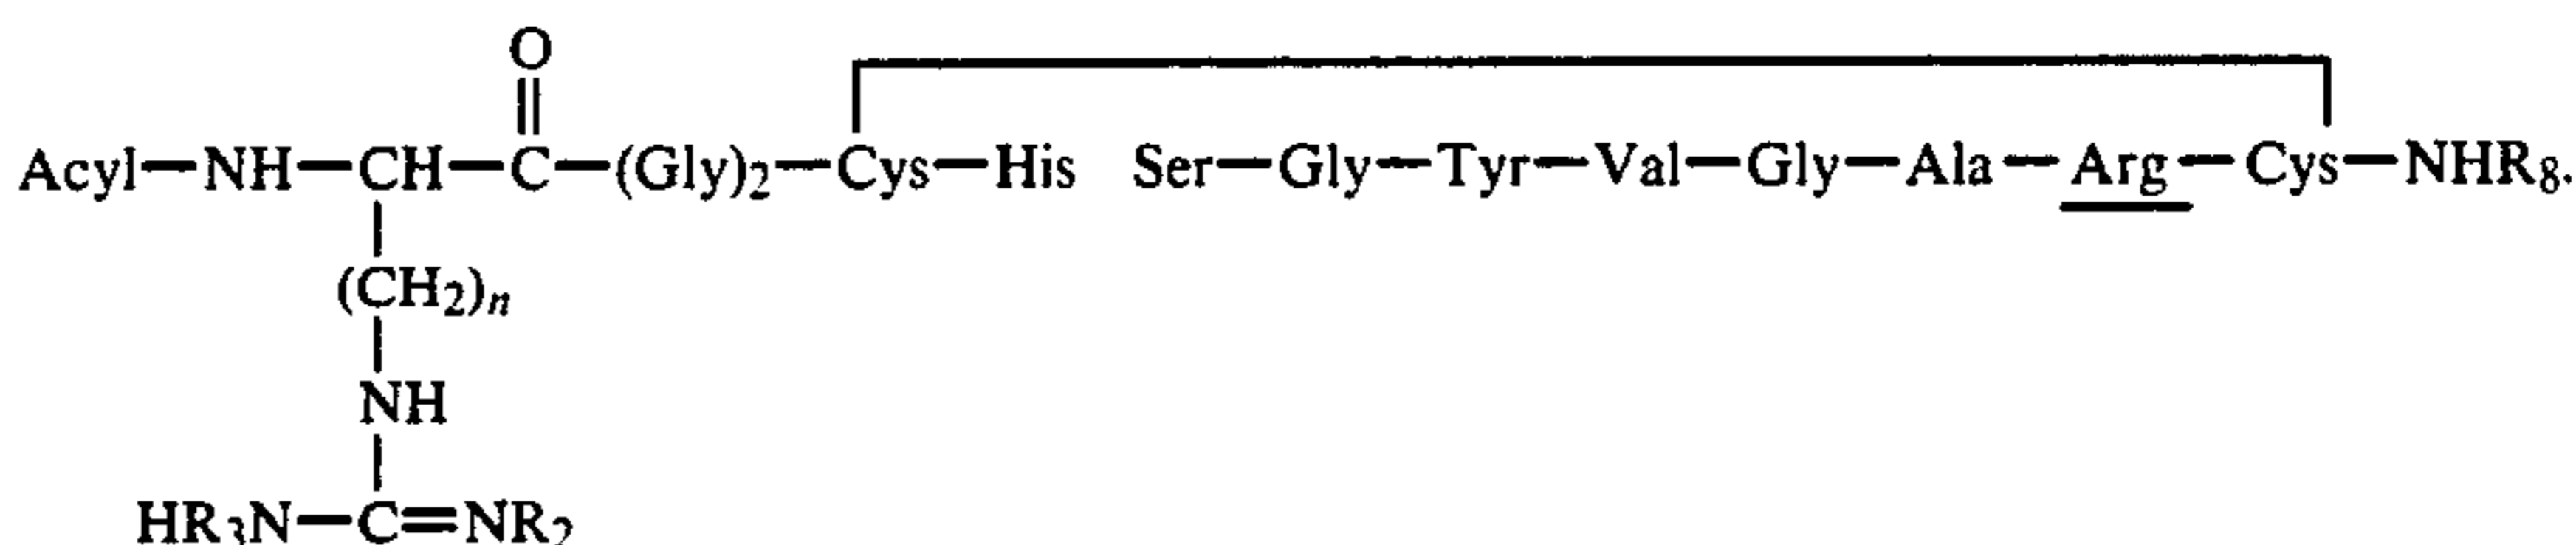 O
Acyl—NH—CH—C—(Gly)₂—Cys—His Ser—Gly—Tyr—Val—Gly—Ala—Arg—Cys—NHR₈.
(CH₂)ₙ
NH
HR₃N—C=NR₂